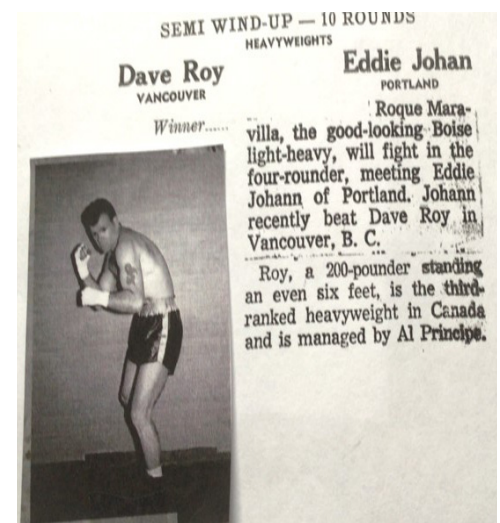 SEMI WIND-UP — 10 ROUNDS
HEAVYWEIGHTS
Dave Roy
VANCOUVER
Winner......
Eddie Johan
PORTLAND
Roque Mara-
villa, the good-looking Boise
light-heavy, will fight in the
four-rounder, meeting Eddie
Johann of Portland. Johann
recently beat Dave Roy in
Vancouver, B. C.
Roy, a 200-pounder standing
an even six feet, is the third-
ranked heavyweight in Canada
and is managed by Al Principe.